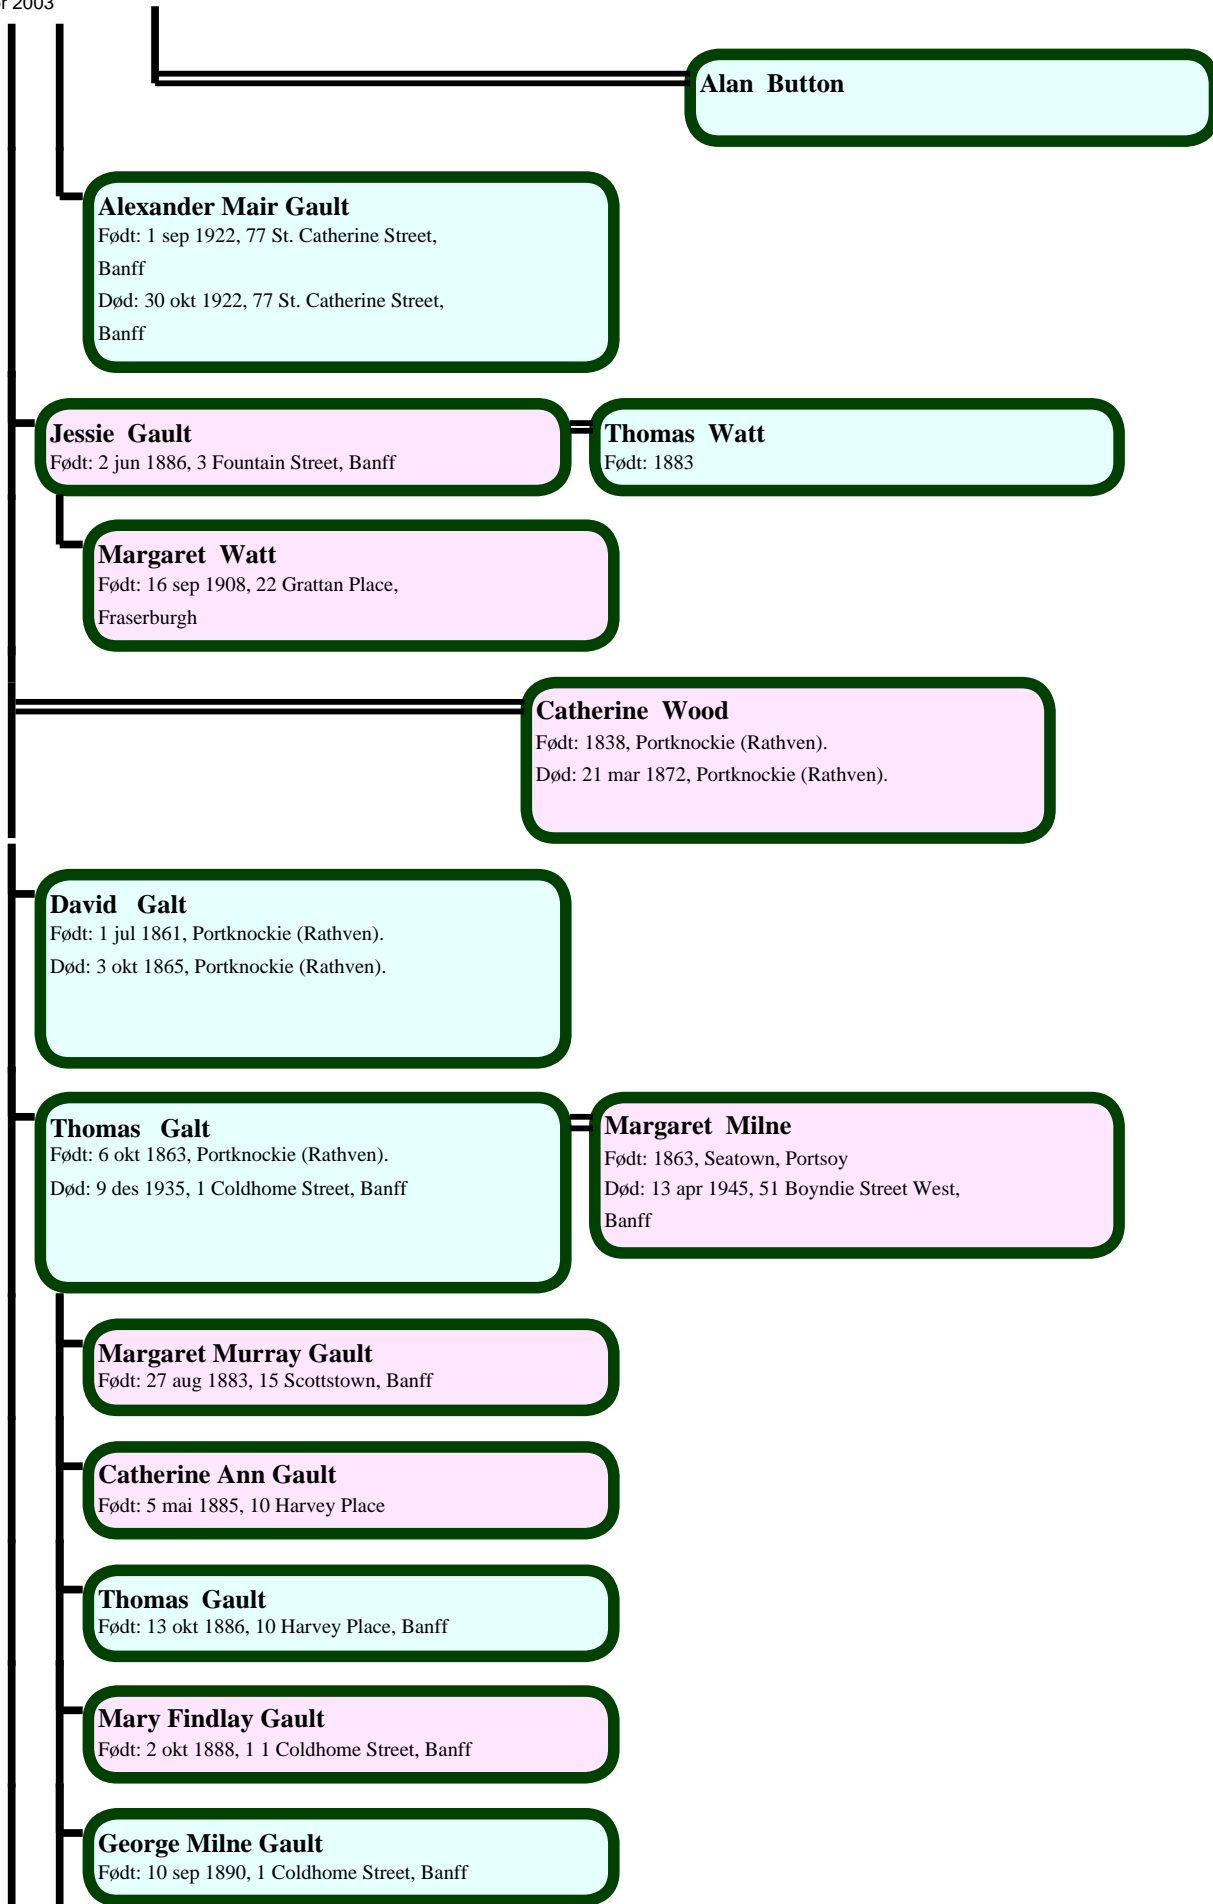 2003
Alan Button
Alexander Mair Gault
Født: 1 sep 1922, 77 St. Catherine Street,
Banff
Død: 30 okt 1922, 77 St. Catherine Street,
Banff
Jessie Gault
Født: 2 jun 1886, 3 Fountain Street, Banff
Thomas Watt
Født: 1883
Margaret Watt
Født: 16 sep 1908, 22 Grattan Place,
Fraserburgh
Catherine Wood
Født: 1838, Portknockie (Rathven).
Død: 21 mar 1872, Portknockie (Rathven).
David Galt
Født: 1 jul 1861, Portknockie (Rathven).
Død: 3 okt 1865, Portknockie (Rathven).
Thomas Galt
Født: 6 okt 1863, Portknockie (Rathven).
Død: 9 des 1935, 1 Coldhome Street, Banff
Margaret Milne
Født: 1863, Seatown, Portsoy
Død: 13 apr 1945, 51 Boyndie Street West,
Banff
Margaret Murray Gault
Født: 27 aug 1883, 15 Scottstown, Banff
Catherine Ann Gault
Født: 5 mai 1885, 10 Harvey Place
Thomas Gault
Født: 13 okt 1886, 10 Harvey Place, Banff
Mary Findlay Gault
Født: 2 okt 1888, 1 1 Coldhome Street, Banff
George Milne Gault
Født: 10 sep 1890, 1 Coldhome Street, Banff